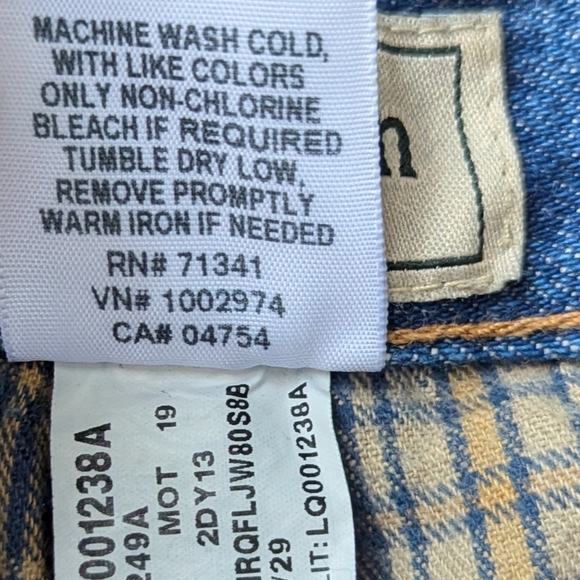 MACHINE WASH COLD,
WITH LIKE COLORS
ONLY NON-CHLORINE
BLEACH IF REQUIRED
TUMBLE DRY LOW,
REMOVE PROMPTLY
WARM IRON IF NEEDED
RN# 71341
VN# 1002974
CA# 04754
n
001238A
249A
MOT 19
2DY13
IRQFLJW80S8B
/29
LIT: LQ001238A